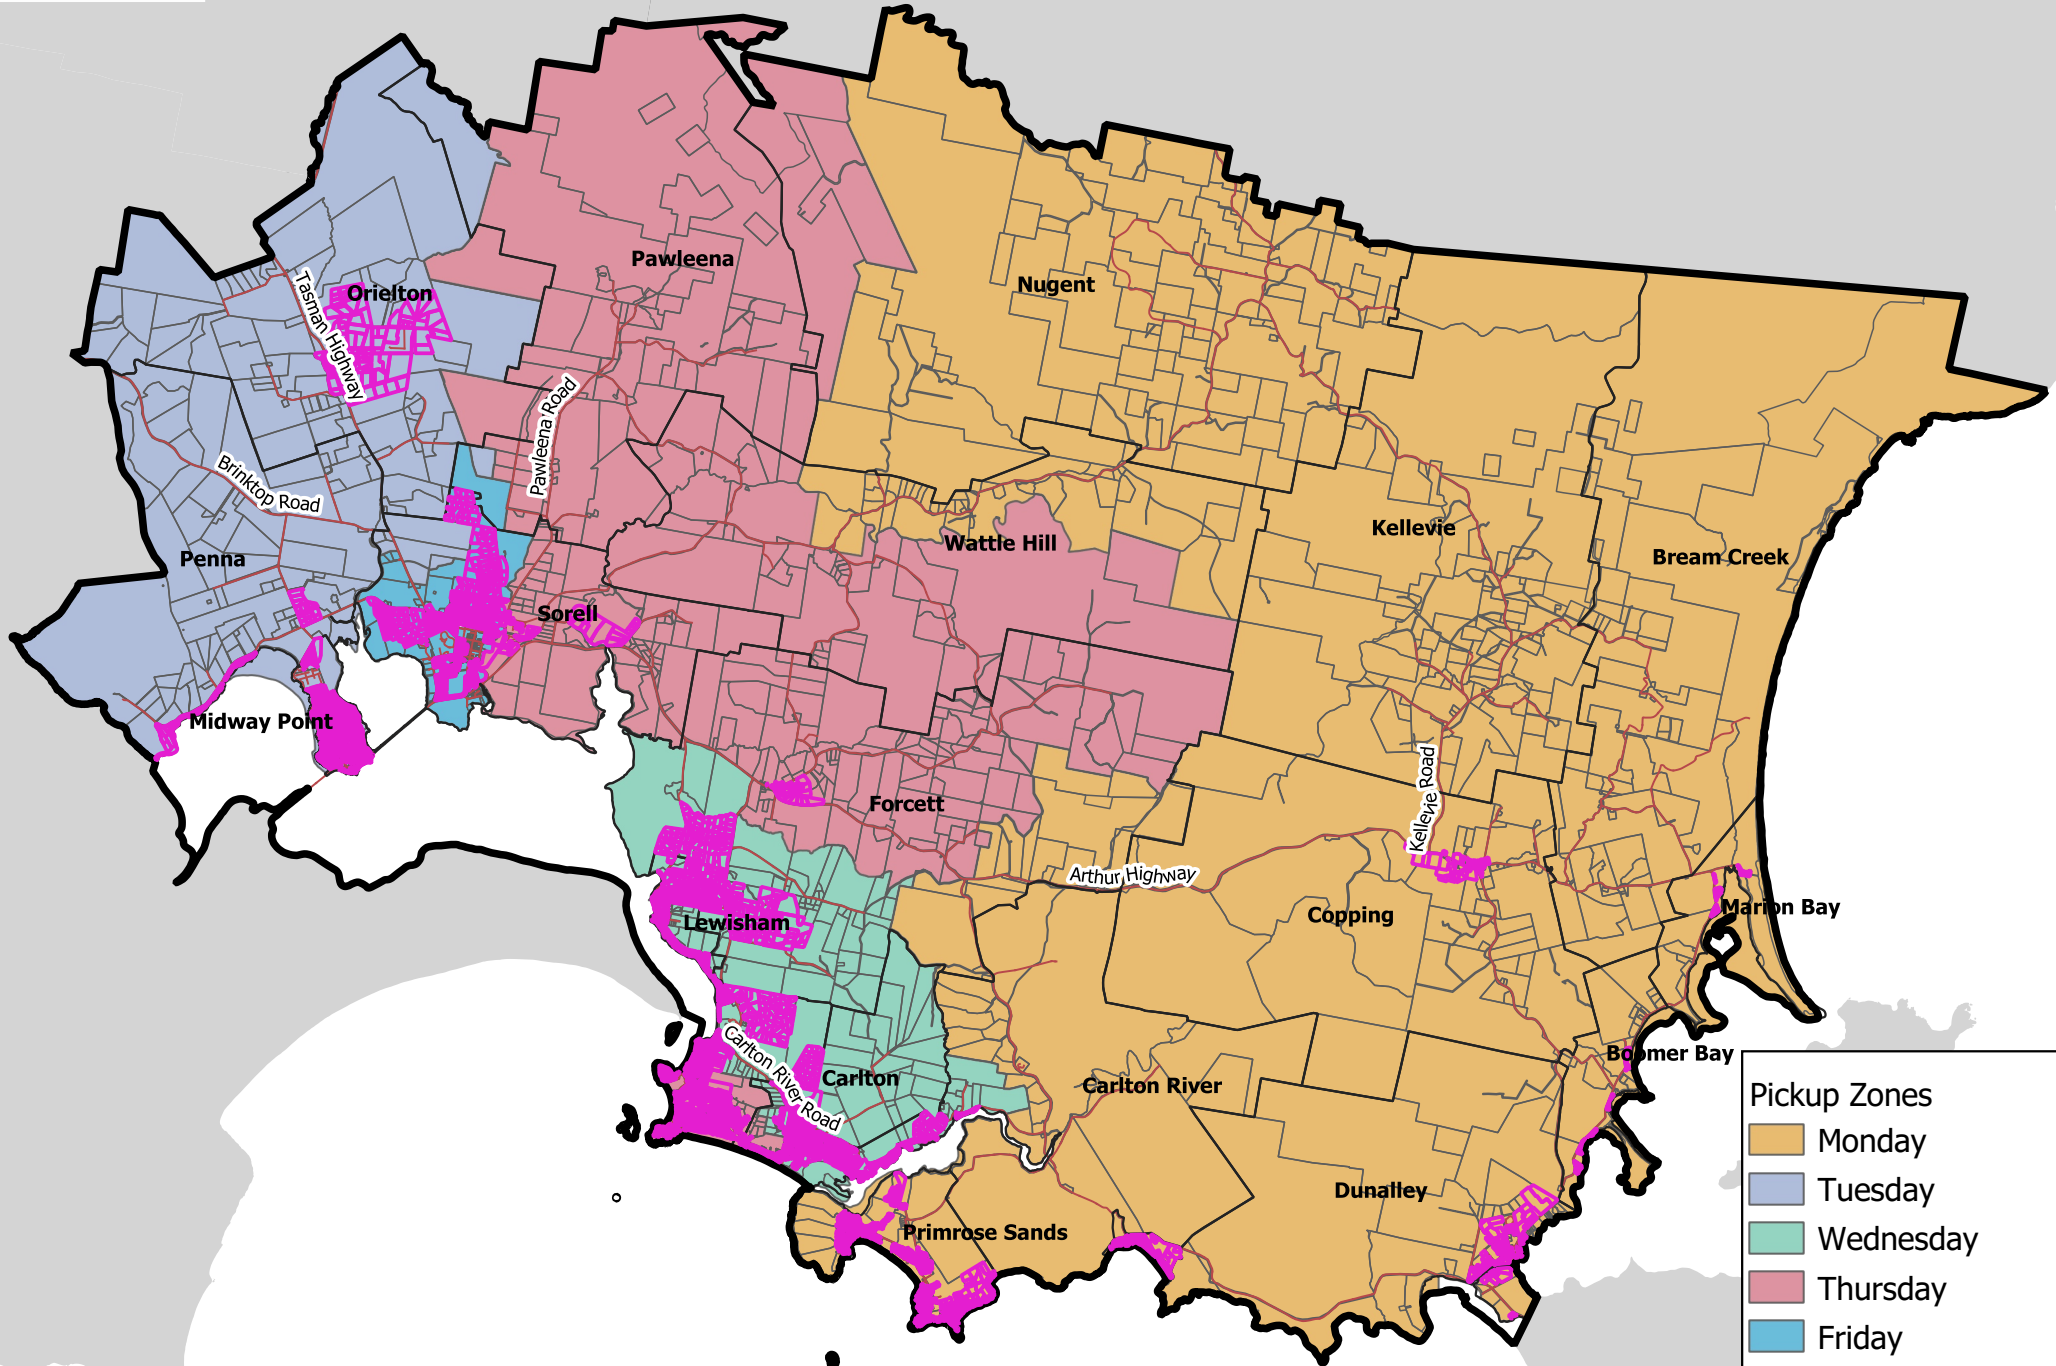 Pawleena
Nugent
Orielton
Tasman Highway
Pawleena Road
Brinktop Road
Kellevie
Wattle Hill
Bream Creek
Penna
Sorell
Midway Point
Kellevie Road
Forcett
Arthur Highway
Marion Bay
Copping
Lewisham
Boomer Bay
Carlton River Road
Carlton
Carlton River
Dunalley
Primrose Sands
Pickup Zones
Monday
Tuesday
Wednesday
Thursday
Friday